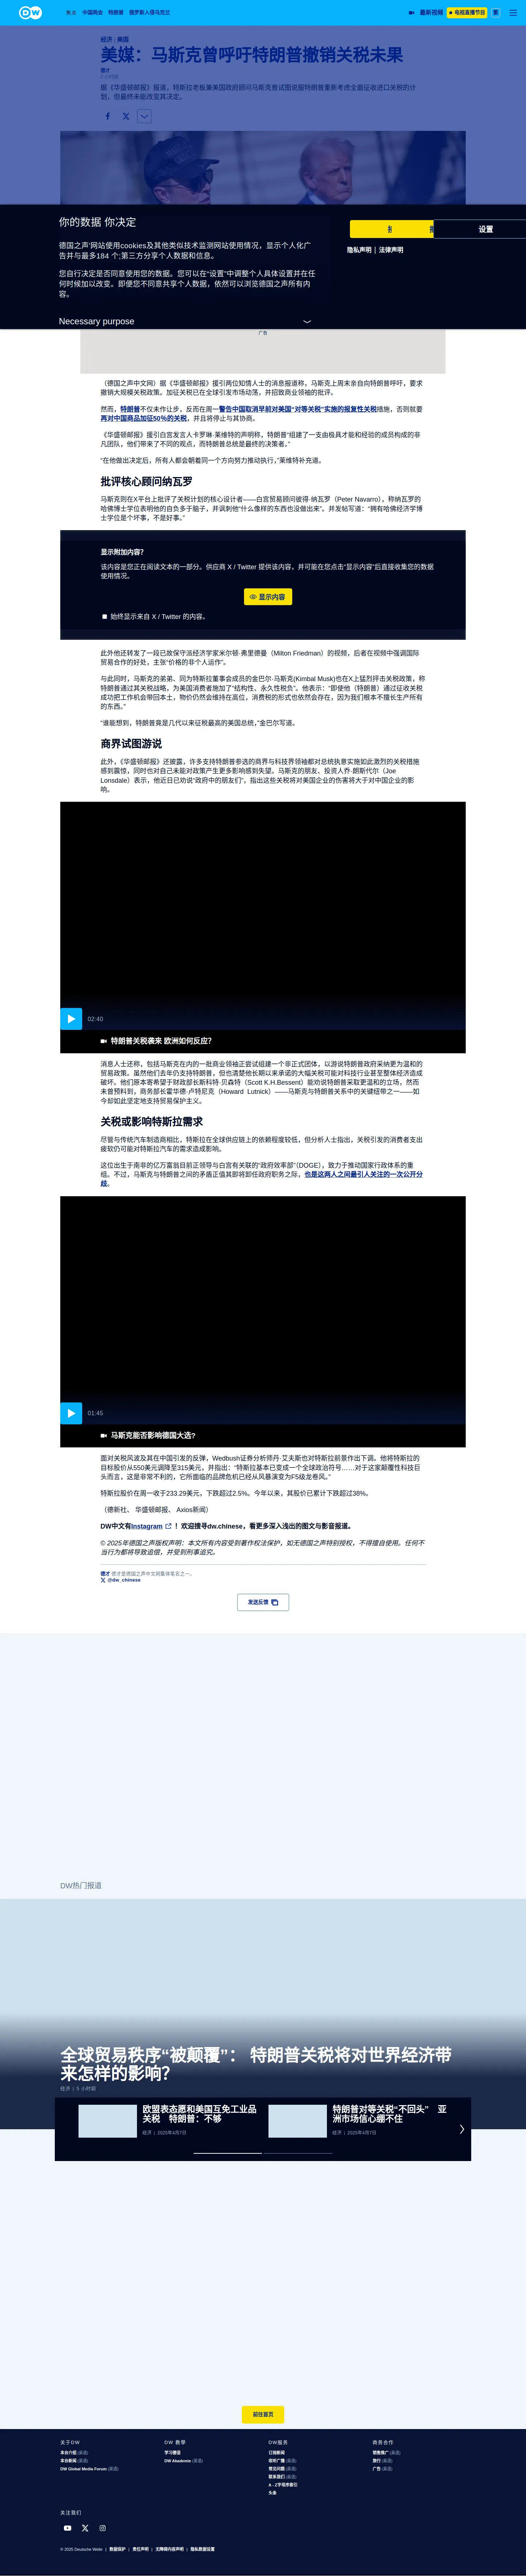 DW
焦点 中国两会 特朗普 俄罗斯入侵乌克兰 最新视频 电视直播节目 繁
经济 | 美国
美媒：马斯克曾呼吁特朗普撤销关税未果
德才
2 小时前
据《华盛顿邮报》报道，特斯拉老板兼美国政府顾问马斯克曾试图说服特朗普重新考虑全面征收进口关税的计
划，但最终未能改变其决定。
你的数据 你决定
德国之声‘网站使用cookies及其他类似技术监测网站使用情况，显示个人化广
告并与最多184 个;第三方分享个人数据和信息。
您自行决定是否同意使用您的数据。您可以在“设置”中调整个人具体设置并在任
何时候加以改变。即便您不同意共享个人数据，依然可以浏览德国之声所有内
容。
Necessary purpose
设置
隐私声明 | 法律声明
广告
（德国之声中文网）据《华盛顿邮报》援引两位知情人士的消息报道称，马斯克上周末亲自向特朗普呼吁，要求
撤销大规模关税政策。加征关税已在全球引发市场动荡，并招致商业领袖的批评。
然而，特朗普不仅未作让步，反而在周一警告中国取消早前对美国“对等关税”实施的报复性关税措施，否则就要
再对中国商品加征50％的关税，并且将停止与其协商。
《华盛顿邮报》援引白宫发言人卡罗琳·莱维特的声明称，特朗普“组建了一支由极具才能和经验的成员构成的非
凡团队，他们带来了不同的观点，而特朗普总统是最终的决策者。”
“在他做出决定后，所有人都会朝着同一个方向努力推动执行，”莱维特补充道。
批评核心顾问纳瓦罗
马斯克则在X平台上批评了关税计划的核心设计者——白宫贸易顾问彼得·纳瓦罗（Peter Navarro），称纳瓦罗的
哈佛博士学位表明他的自负多于脑子，并讽刺他“什么像样的东西也没做出来”。并发帖写道：“拥有哈佛经济学博
士学位是个坏事，不是好事。”
显示附加内容？
该内容是您正在阅读文本的一部分。供应商 X / Twitter 提供该内容，并可能在您点击“显示内容”后直接收集您的数据
使用情况。
显示内容
始终显示来自 X / Twitter 的内容。
此外他还转发了一段已故保守派经济学家米尔顿·弗里德曼（Milton Friedman）的视频，后者在视频中强调国际
贸易合作的好处，主张“价格的非个人运作”。
与此同时，马斯克的弟弟、同为特斯拉董事会成员的金巴尔·马斯克(Kimbal Musk)也在X上猛烈抨击关税政策，称
特朗普通过其关税战略，为美国消费者施加了“结构性、永久性税负”。他表示：“即使他（特朗普）通过征收关税
成功把工作机会带回本土，物价仍然会维持在高位，消费税的形式也依然会存在，因为我们根本不擅长生产所有
的东西。”
“谁能想到，特朗普竟是几代以来征税最高的美国总统，”金巴尔写道。
商界试图游说
此外，《华盛顿邮报》还披露，许多支持特朗普参选的商界与科技界领袖都对总统执意实施如此激烈的关税措施
感到震惊，同时也对自己未能对政策产生更多影响感到失望。马斯克的朋友、投资人乔·朗斯代尔（Joe
Lonsdale）表示，他近日已劝说“政府中的朋友们”，指出这些关税将对美国企业的伤害将大于对中国企业的影
响。
02:40
特朗普关税袭来 欧洲如何反应？
消息人士还称，包括马斯克在内的一批商业领袖正尝试组建一个非正式团体，以游说特朗普政府采纳更为温和的
贸易政策。虽然他们去年仍支持特朗普，但也清楚他长期以来承诺的大幅关税可能对科技行业甚至整体经济造成
破坏。他们原本寄希望于财政部长斯科特·贝森特（Scott K.H.Bessent）能劝说特朗普采取更温和的立场，然而
未曾预料到，商务部长霍华德·卢特尼克（Howard Lutnick）——马斯克与特朗普关系中的关键纽带之一——如
今却如此坚定地支持贸易保护主义。
关税或影响特斯拉需求
尽管与传统汽车制造商相比，特斯拉在全球供应链上的依赖程度较低，但分析人士指出，关税引发的消费者支出
疲软仍可能对特斯拉汽车的需求造成影响。
这位出生于南非的亿万富翁目前正领导与白宫有关联的“政府效率部”（DOGE），致力于推动国家行政体系的重
组。不过，马斯克与特朗普之间的矛盾正值其即将卸任政府职务之际，也是这两人之间最引人关注的一次公开分
歧。
01:45
马斯克能否影响德国大选？
面对关税风波及其在中国引发的反弹，Wedbush证券分析师丹·艾夫斯也对特斯拉前景作出下调。他将特斯拉的
目标股价从550美元调降至315美元，并指出：“特斯拉基本已变成一个全球政治符号……对于这家颠覆性科技巨
头而言，这是非常不利的，它所面临的品牌危机已经从风暴演变为F5级龙卷风。”
特斯拉股价在周一收于233.29美元，下跌超过2.5%。今年以来，其股价已累计下跌超过38%。
（德新社、 华盛顿邮报、 Axios新闻）
DW中文有Instagram ！欢迎搜寻dw.chinese，看更多深入浅出的图文与影音报道。
© 2025年德国之声版权声明：本文所有内容受到著作权法保护，如无德国之声特别授权，不得擅自使用。任何不
当行为都将导致追偿，并受到刑事追究。
德才 德才是德国之声中文网集体笔名之一。
@dw_chinese
发送反馈
DW热门报道
全球贸易秩序“被颠覆”： 特朗普关税将对世界经济带
来怎样的影响？
经济 | 5 小时前
欧盟表态愿和美国互免工业品
关税 特朗普：不够
经济 | 2025年4月7日
特朗普对等关税“不回头” 亚
洲市场信心绷不住
经济 | 2025年4月7日
前往首页
关于DW
本台介绍 (英语)
本台新闻 (英语)
DW Global Media Forum (英语)
DW 教學
学习德语
DW Akademie (英语)
DW服务
订阅新闻
收听广播 (英语)
常见问题 (英语)
联系我们 (英语)
A - Z字母序索引
头条
商务合作
销售推广 (英语)
旅行 (英语)
广告 (英语)
关注我们
© 2025 Deutsche Welle | 数据保护 | 责任声明 | 无障碍内容声明 | 隐私数据设置